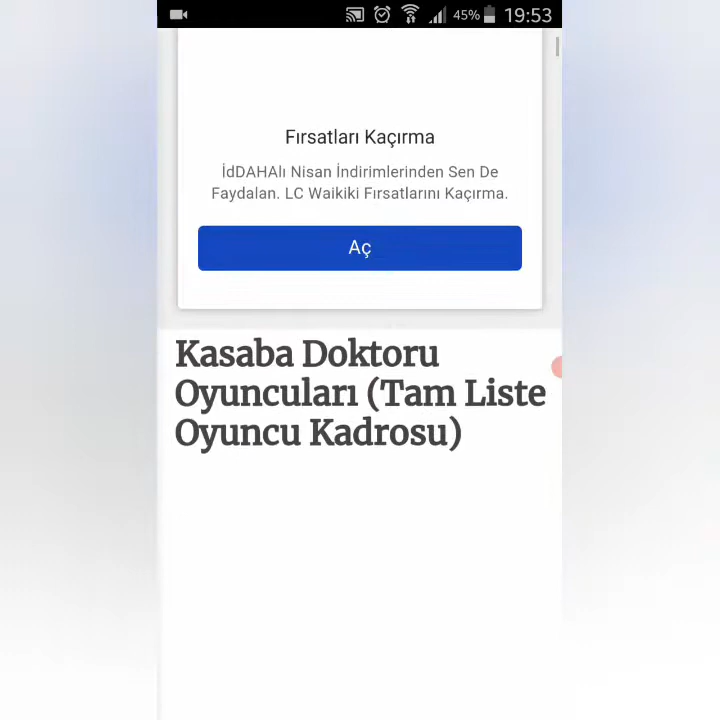 45% 19:53
Fırsatları Kaçırma
İdDAHAlı Nisan İndirimlerinden Sen De
Faydalan. LC Waikiki Fırsatlarını Kaçırma.
Aç
Kasaba Doktoru
Oyuncuları (Tam Liste
Oyuncu Kadrosu)